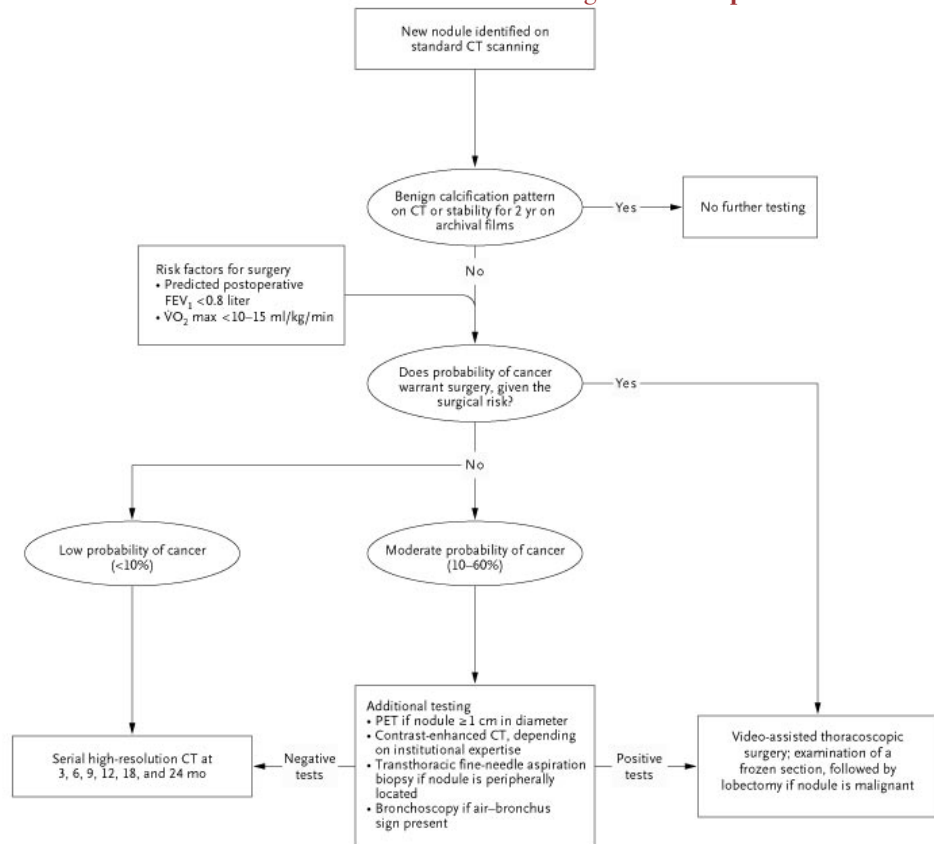 New nodule identified on
standard CT scanning
Benign calcification pattern
on CT or stability for 2 yr on
archival films
Yes
No further testing
No
Risk factors for surgery
• Predicted postoperative
FEV₁ <0.8 liter
• V̇O₂ max <10–15 ml/kg/min
Does probability of cancer
warrant surgery, given the
surgical risk?
Yes
No
Low probability of cancer
(<10%)
Moderate probability of cancer
(10–60%)
Additional testing
• PET if nodule ≥1 cm in diameter
• Contrast-enhanced CT, depending
on institutional expertise
• Transthoracic fine-needle aspiration
biopsy if nodule is peripherally
located
• Bronchoscopy if air–bronchus
sign present
Negative
tests
Positive
tests
Serial high-resolution CT at
3, 6, 9, 12, 18, and 24 mo
Video-assisted thoracoscopic
surgery; examination of a
frozen section, followed by
lobectomy if nodule is malignant